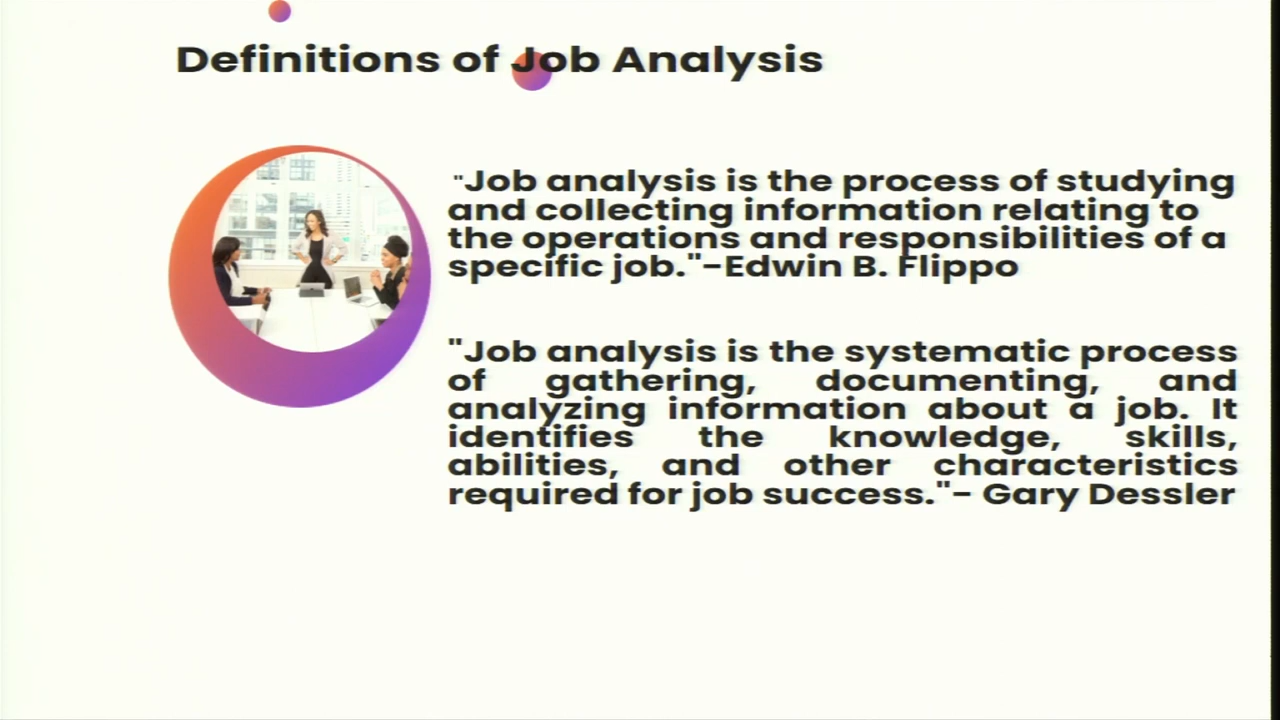 Definitions of Job Analysis
"Job analysis is the process of studying
and collecting information relating to
the operations and responsibilities of a
specific job."-Edwin B. Flippo
"Job analysis is the systematic process
of gathering, documenting, and
analyzing information about a job. It
identifies the knowledge, skills,
abilities, and other characteristics
required for job success."- Gary Dessler